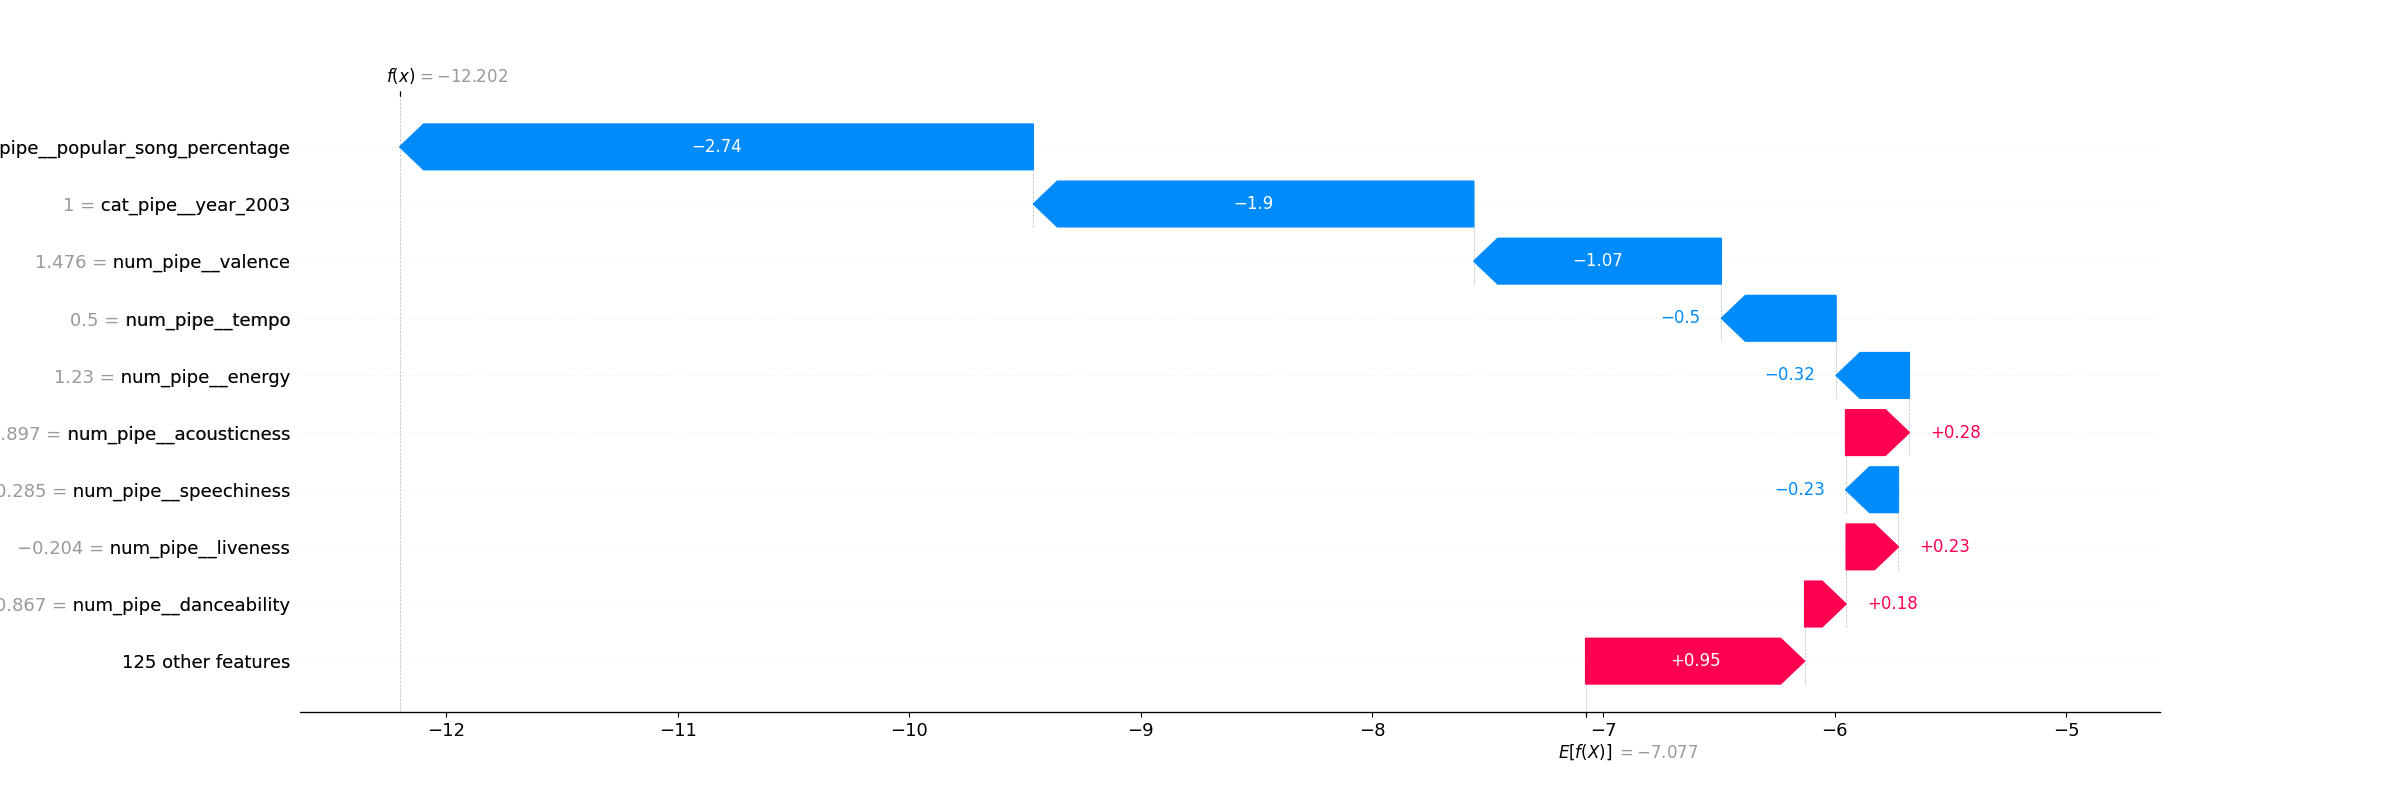 f(x) = −12.202
pipe__popular_song_percentage
−2.74
1 = cat_pipe__year_2003
−1.9
1.476 = num_pipe__valence
−1.07
0.5 = num_pipe__tempo
−0.5
1.23 = num_pipe__energy
−0.32
.897 = num_pipe__acousticness
+0.28
0.285 = num_pipe__speechiness
−0.23
−0.204 = num_pipe__liveness
+0.23
0.867 = num_pipe__danceability
+0.18
125 other features
+0.95
−12 −11 −10 −9 −8 −7 −6 −5
E[f(X)] = −7.077